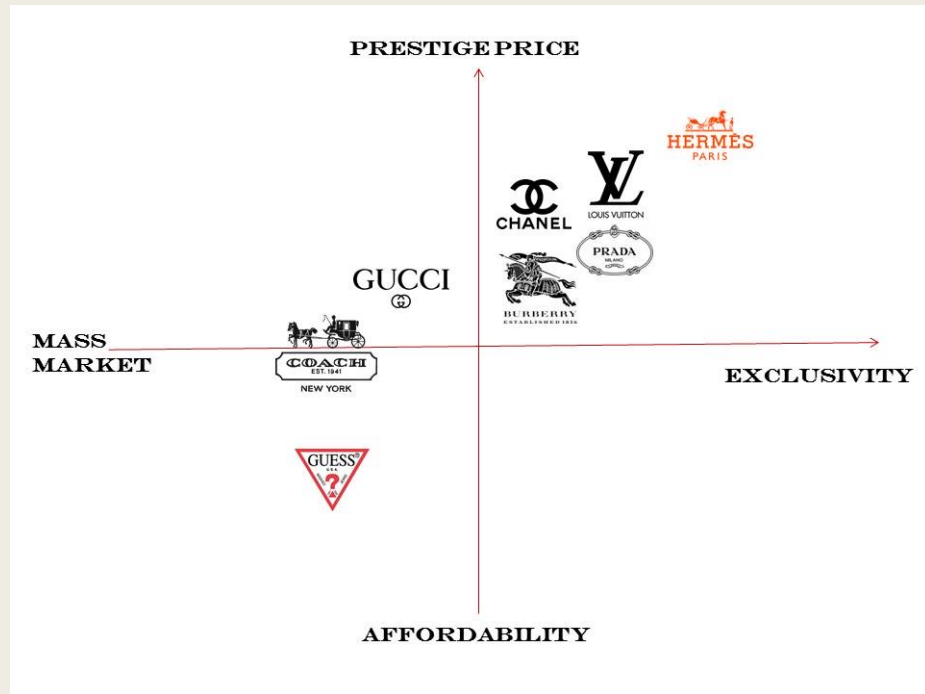 PRESTIGE PRICE
HERMÈS
PARIS
LOUIS VUITTON
CHANEL
PRADA
MILANO
GUCCI
BURBERRY
ESTABLISHED 1856
MASS
MARKET
COACH
EST. 1941
NEW YORK
EXCLUSIVITY
GUESS
U.S.A.
?
AFFORDABILITY